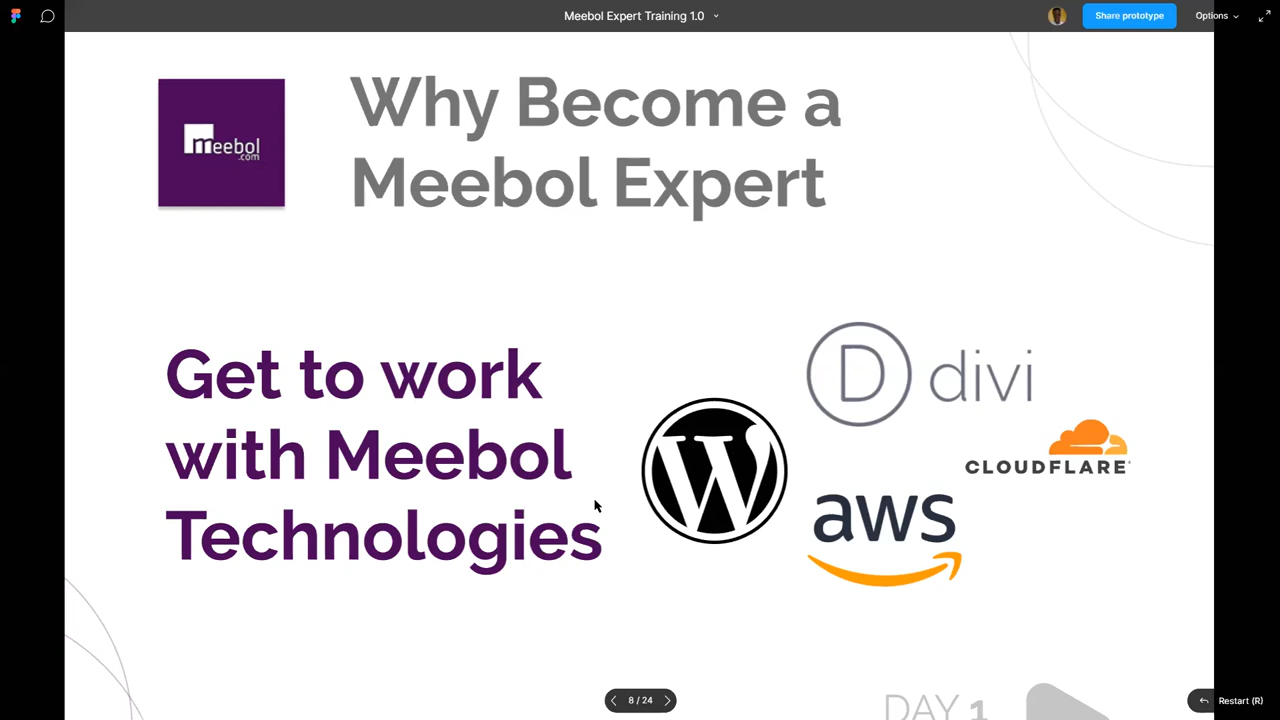 Meebol Expert Training 1.0
Share prototype
Options
meebol
.com
Why Become a
Meebol Expert
Get to work
with Meebol
Technologies
W
D divi
CLOUDFLARE
aws
8 / 24
Restart (R)
DAY 1